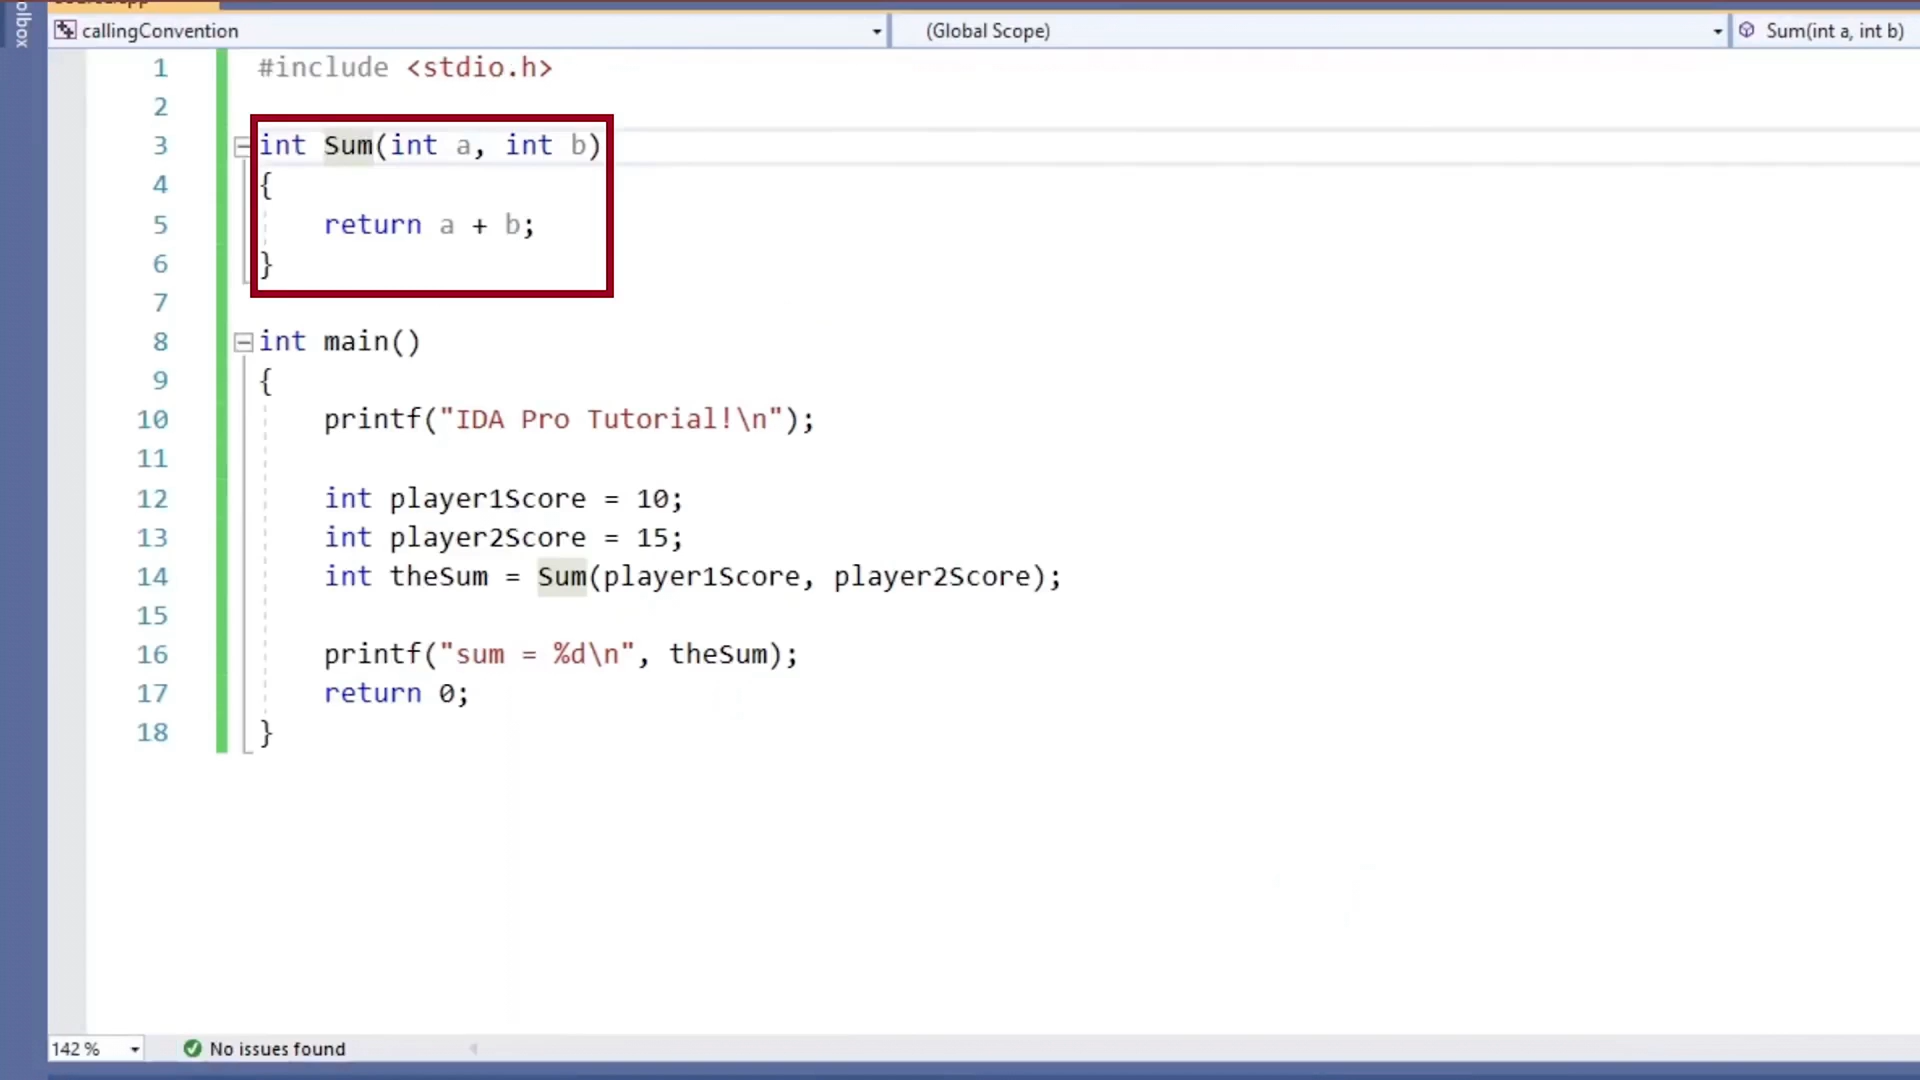 callingConvention (Global Scope) Sum(int a, int b)
1 #include <stdio.h>
2
3 int Sum(int a, int b)
4 {
5 return a + b;
6 }
7
8 int main()
9 {
10 printf("IDA Pro Tutorial!\n");
11
12 int player1Score = 10;
13 int player2Score = 15;
14 int theSum = Sum(player1Score, player2Score);
15
16 printf("sum = %d\n", theSum);
17 return 0;
18 }
142 % No issues found